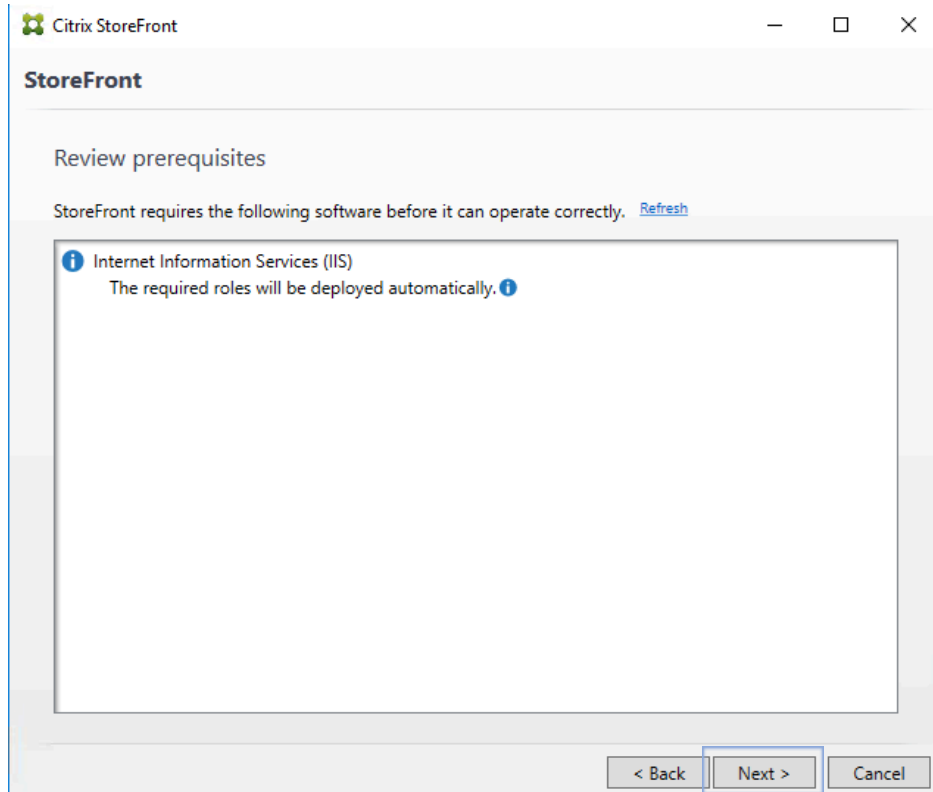 Citrix StoreFront
StoreFront
Review prerequisites
StoreFront requires the following software before it can operate correctly. Refresh
Internet Information Services (IIS)
The required roles will be deployed automatically.
< Back Next > Cancel